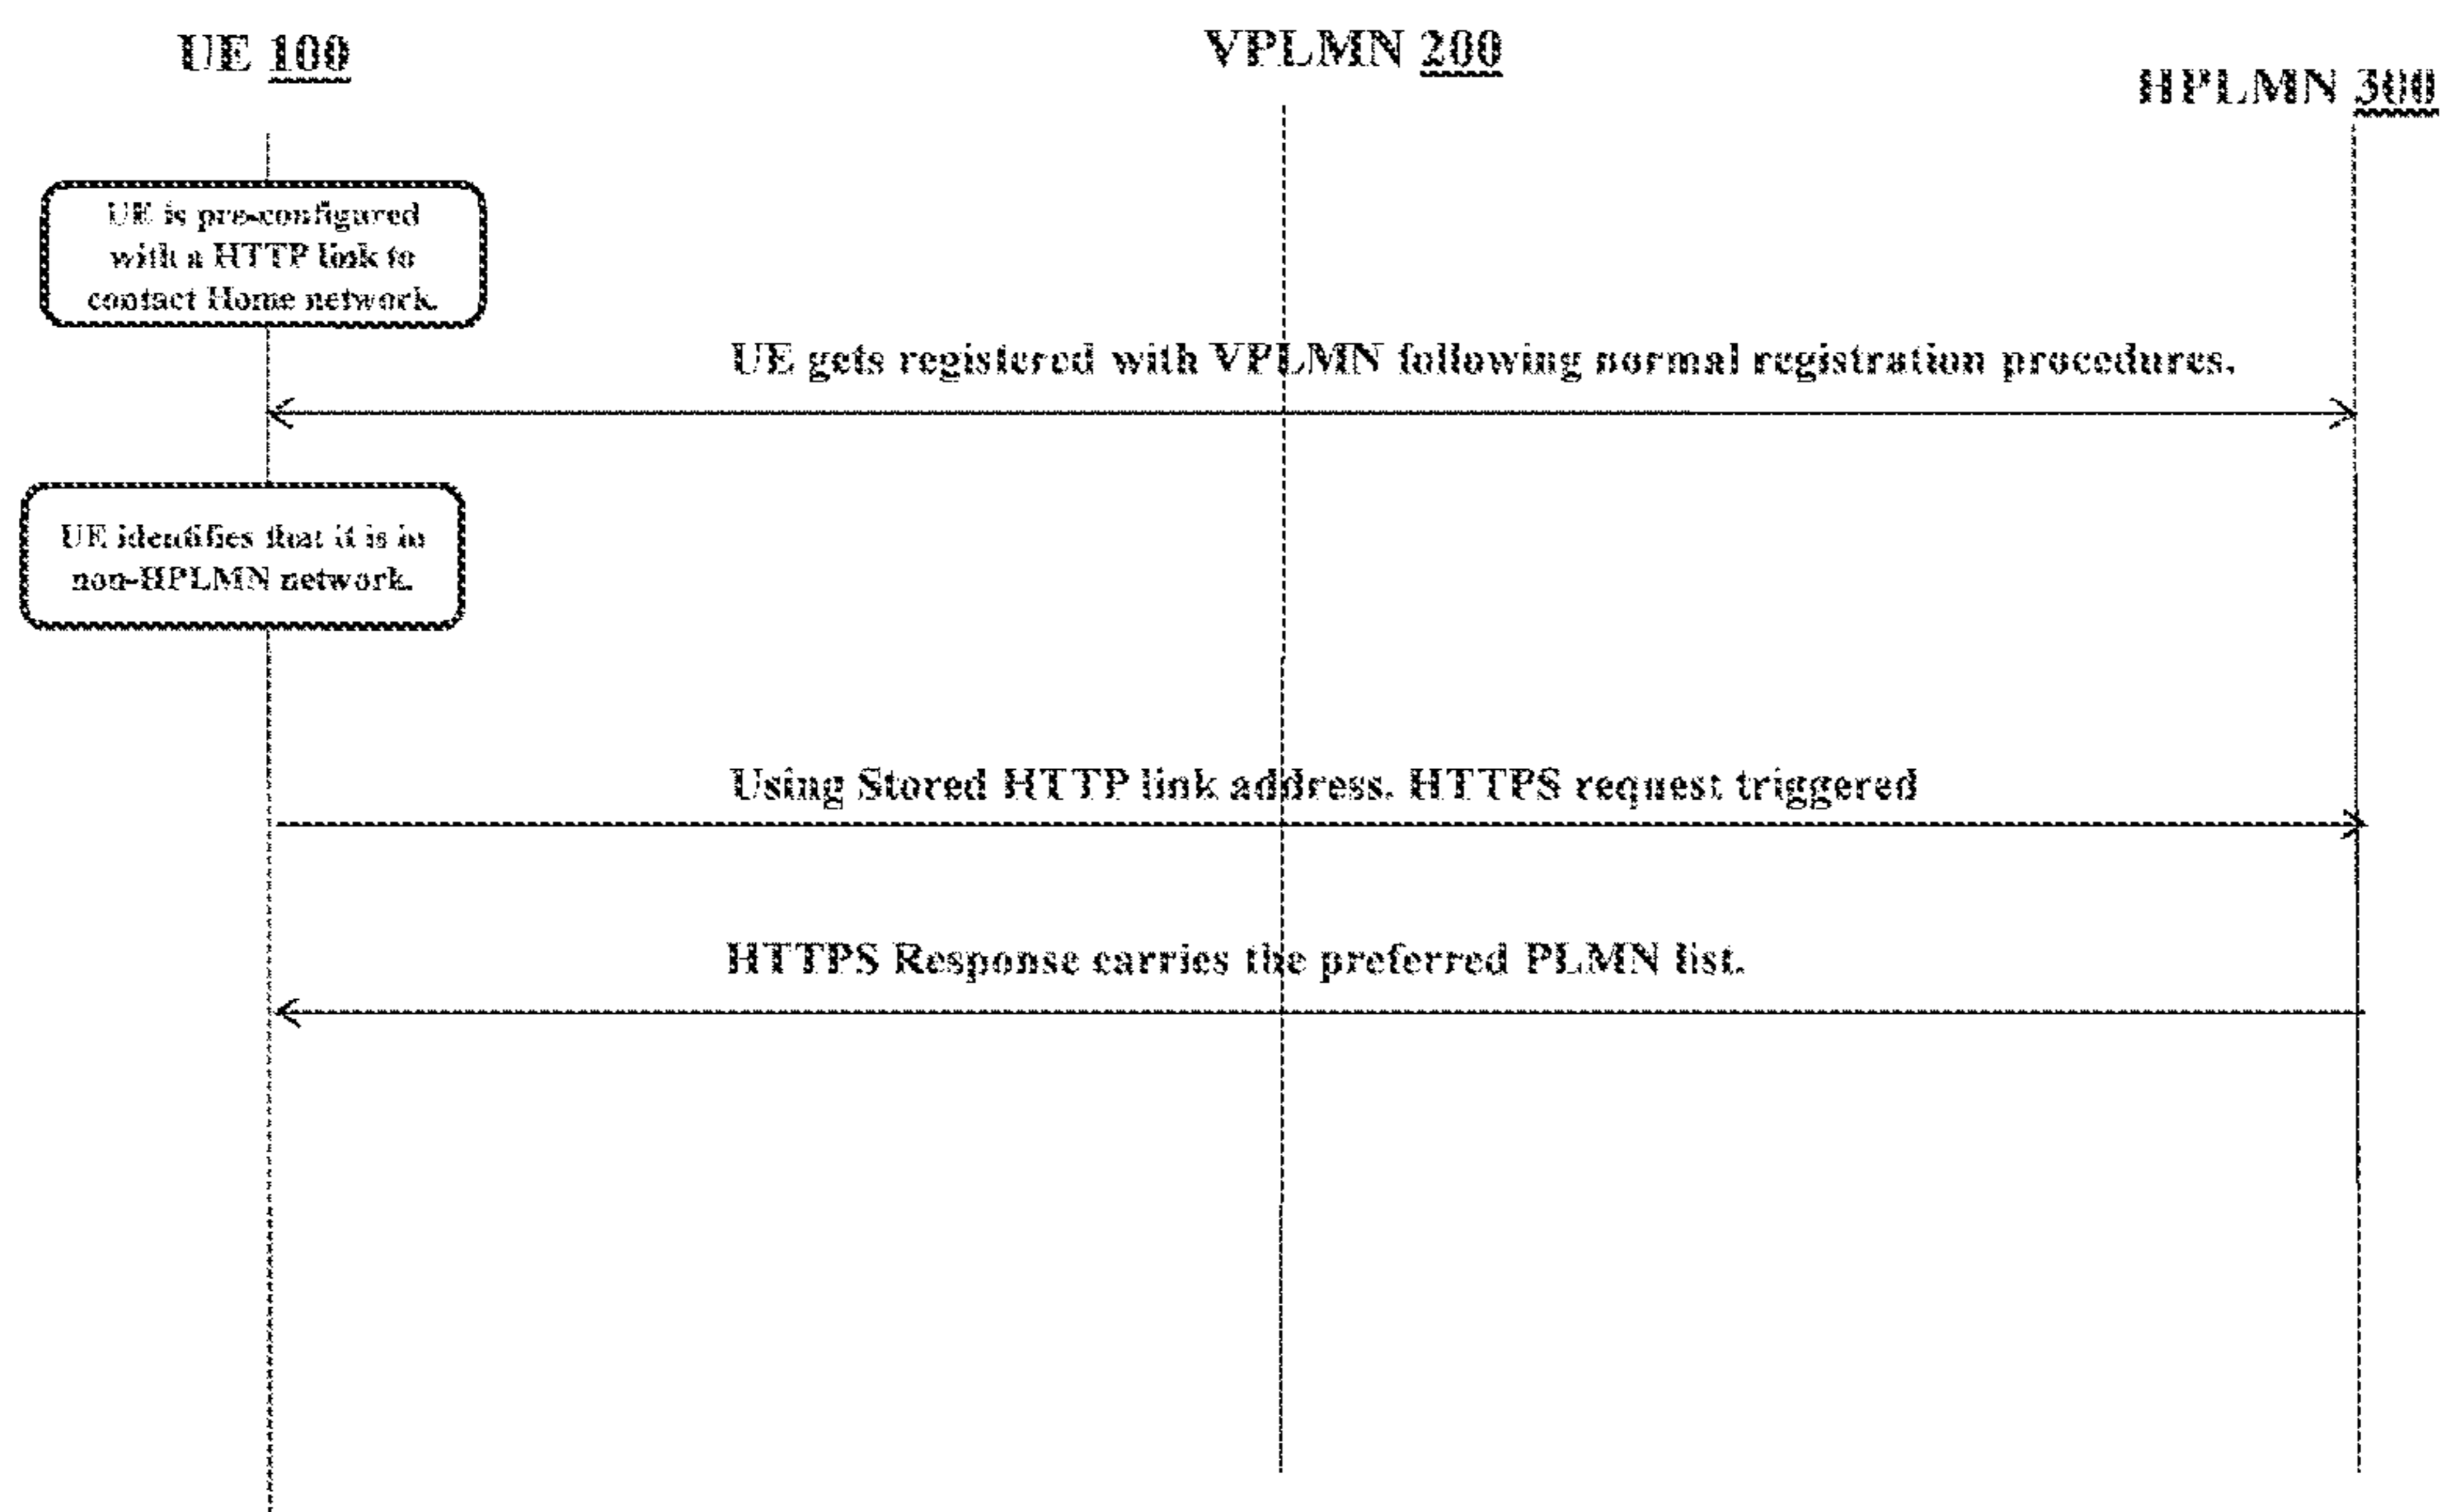 UE 100
VPLMN 200
HPLMN 300
UE is pre-configured
with a HTTP link to
contact Home network.
UE gets registered with VPLMN following normal registration procedures.
UE identifies that it is in
non-HPLMN network.
Using Stored HTTP link address. HTTPS request triggered
HTTPS Response carries the preferred PLMN list.